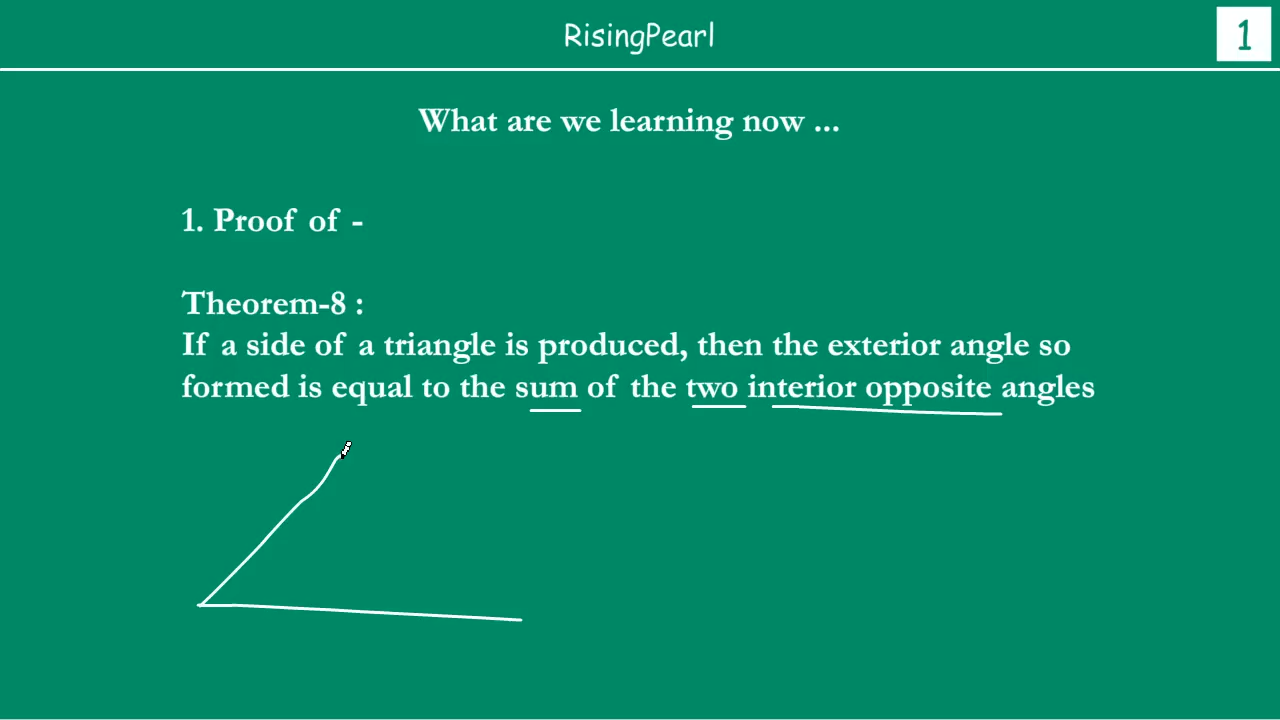 RisingPearl
1
What are we learning now ...
1. Proof of -
Theorem-8 :
If a side of a triangle is produced, then the exterior angle so
formed is equal to the sum of the two interior opposite angles